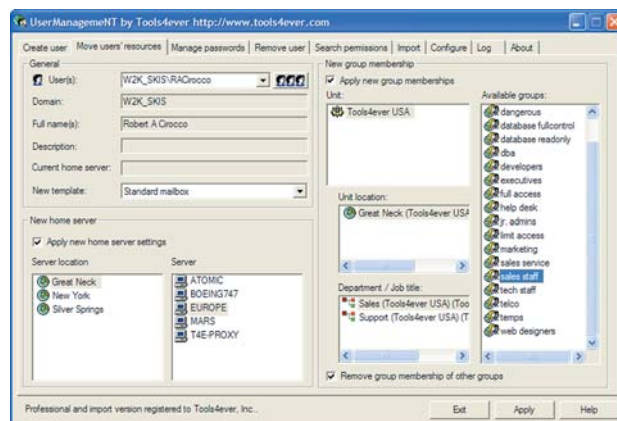 UserManagemeNT by Tools4ever http://www.tools4ever.com
Create user
Move users' resources
Manage passwords
Remove user
Search permissions
Import
Configure
Log
About
General
User(s):
W2K_SKIS\RACirocco
Domain:
W2K_SKIS
Full name(s):
Robert A Cirocco
Description:
Current home server:
New template:
Standard mailbox
New home server
Apply new home server settings
Server location
Great Neck
New York
Silver Springs
Server
ATOMIC
BOEING747
EUROPE
MARS
T4E-PROXY
New group membership
Apply new group memberships
Unit:
Tools4ever USA
Unit location:
Great Neck (Tools4ever USA
Department / Job title:
Sales (Tools4ever USA) (Too
Support (Tools4ever USA) (T
Available groups:
dangerous
database fullcontrol
database readonly
dba
developers
executives
full access
help desk
jr. admins
limit access
marketing
sales service
sales staff
tech staff
telco
temps
web designers
Remove group membership of other groups
Professional and import version registered to Tools4ever, Inc..
Exit
Apply
Help